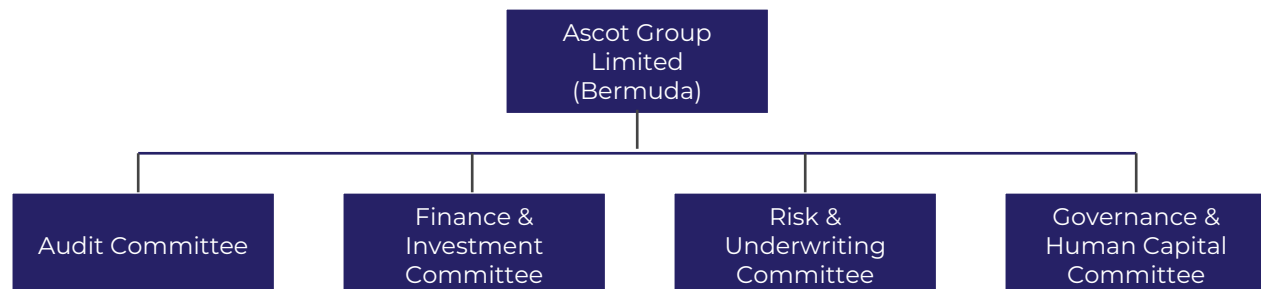 Ascot Group
Limited
(Bermuda)
Audit Committee
Finance &
Investment
Committee
Risk &
Underwriting
Committee
Governance &
Human Capital
Committee